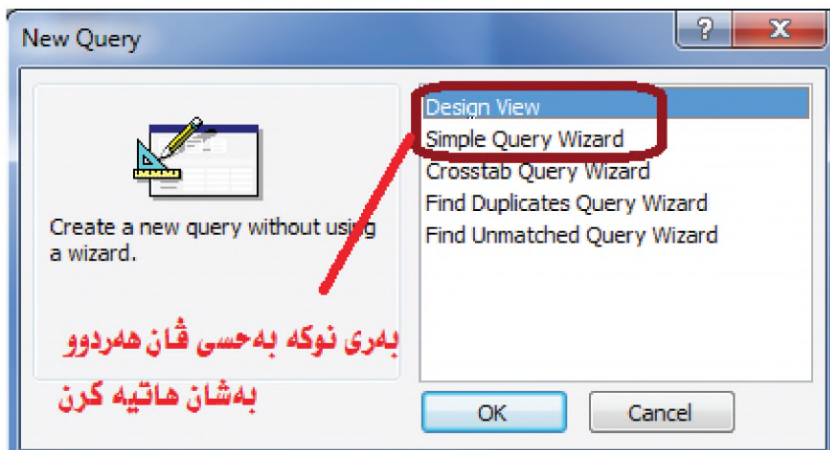 New Query
Design View
Simple Query Wizard
Crosstab Query Wizard
Find Duplicates Query Wizard
Find Unmatched Query Wizard
Create a new query without using
a wizard.
بەری نوکە بەحسی ڤان هەردوو
بەشان هاتیە کرن
OK
Cancel